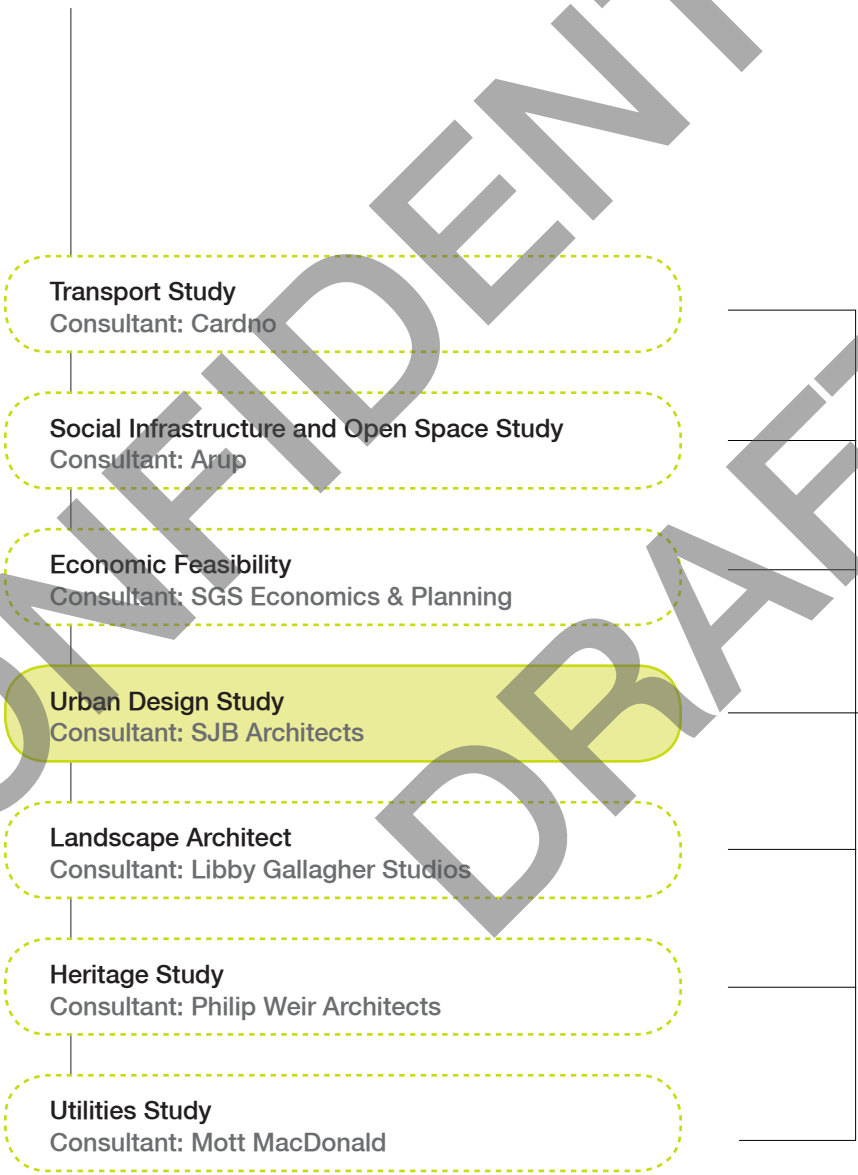 Transport Study
Consultant: Cardno
Social Infrastructure and Open Space Study
Consultant: Arup
Economic Feasibility
Consultant: SGS Economics & Planning
Urban Design Study
Consultant: SJB Architects
Landscape Architect
Consultant: Libby Gallagher Studios
Heritage Study
Consultant: Philip Weir Architects
Utilities Study
Consultant: Mott MacDonald
ONFIDENT
DRAFT